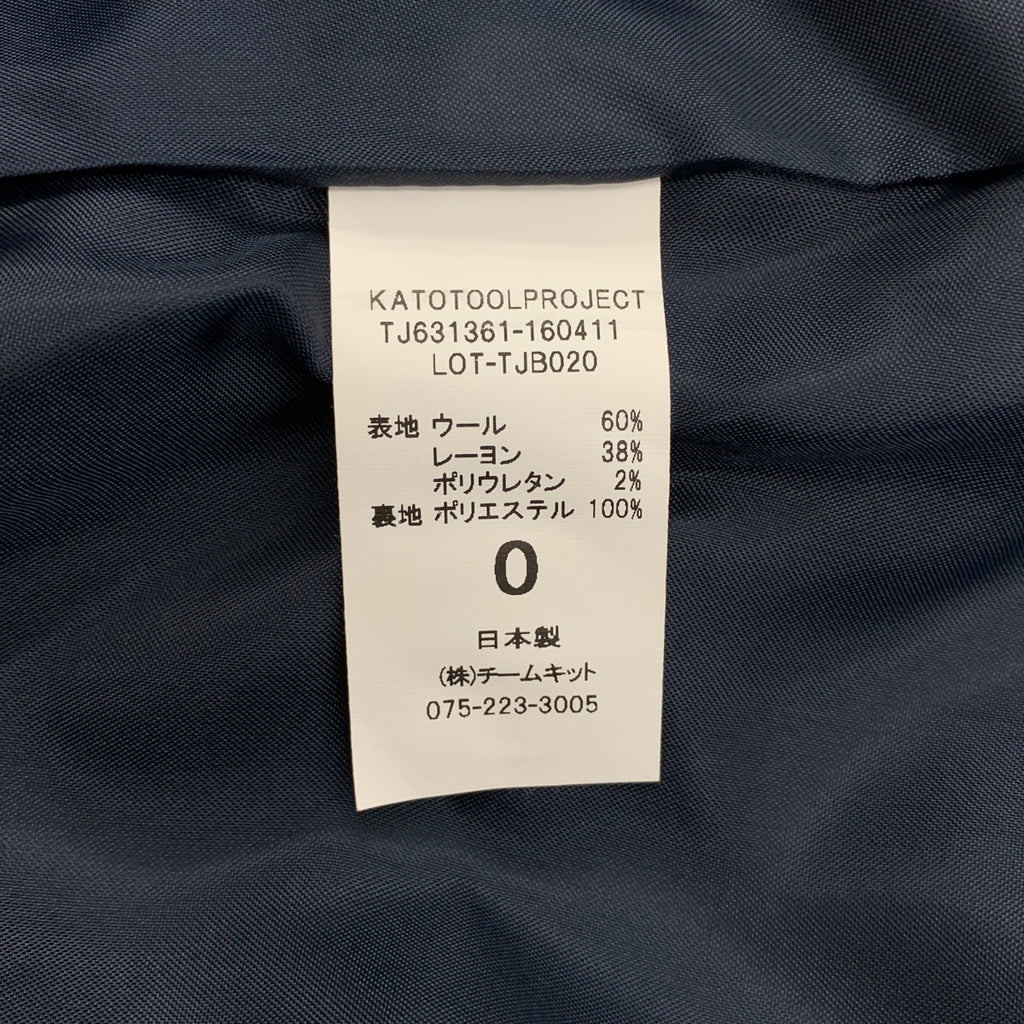 KATOTOOLPROJECT
TJ631361-160411
LOT-TJB020
表地 ウール 60%
レーヨン 38%
ポリウレタン 2%
裏地 ポリエステル 100%
0
日本製
(株)チームキット
075-223-3005